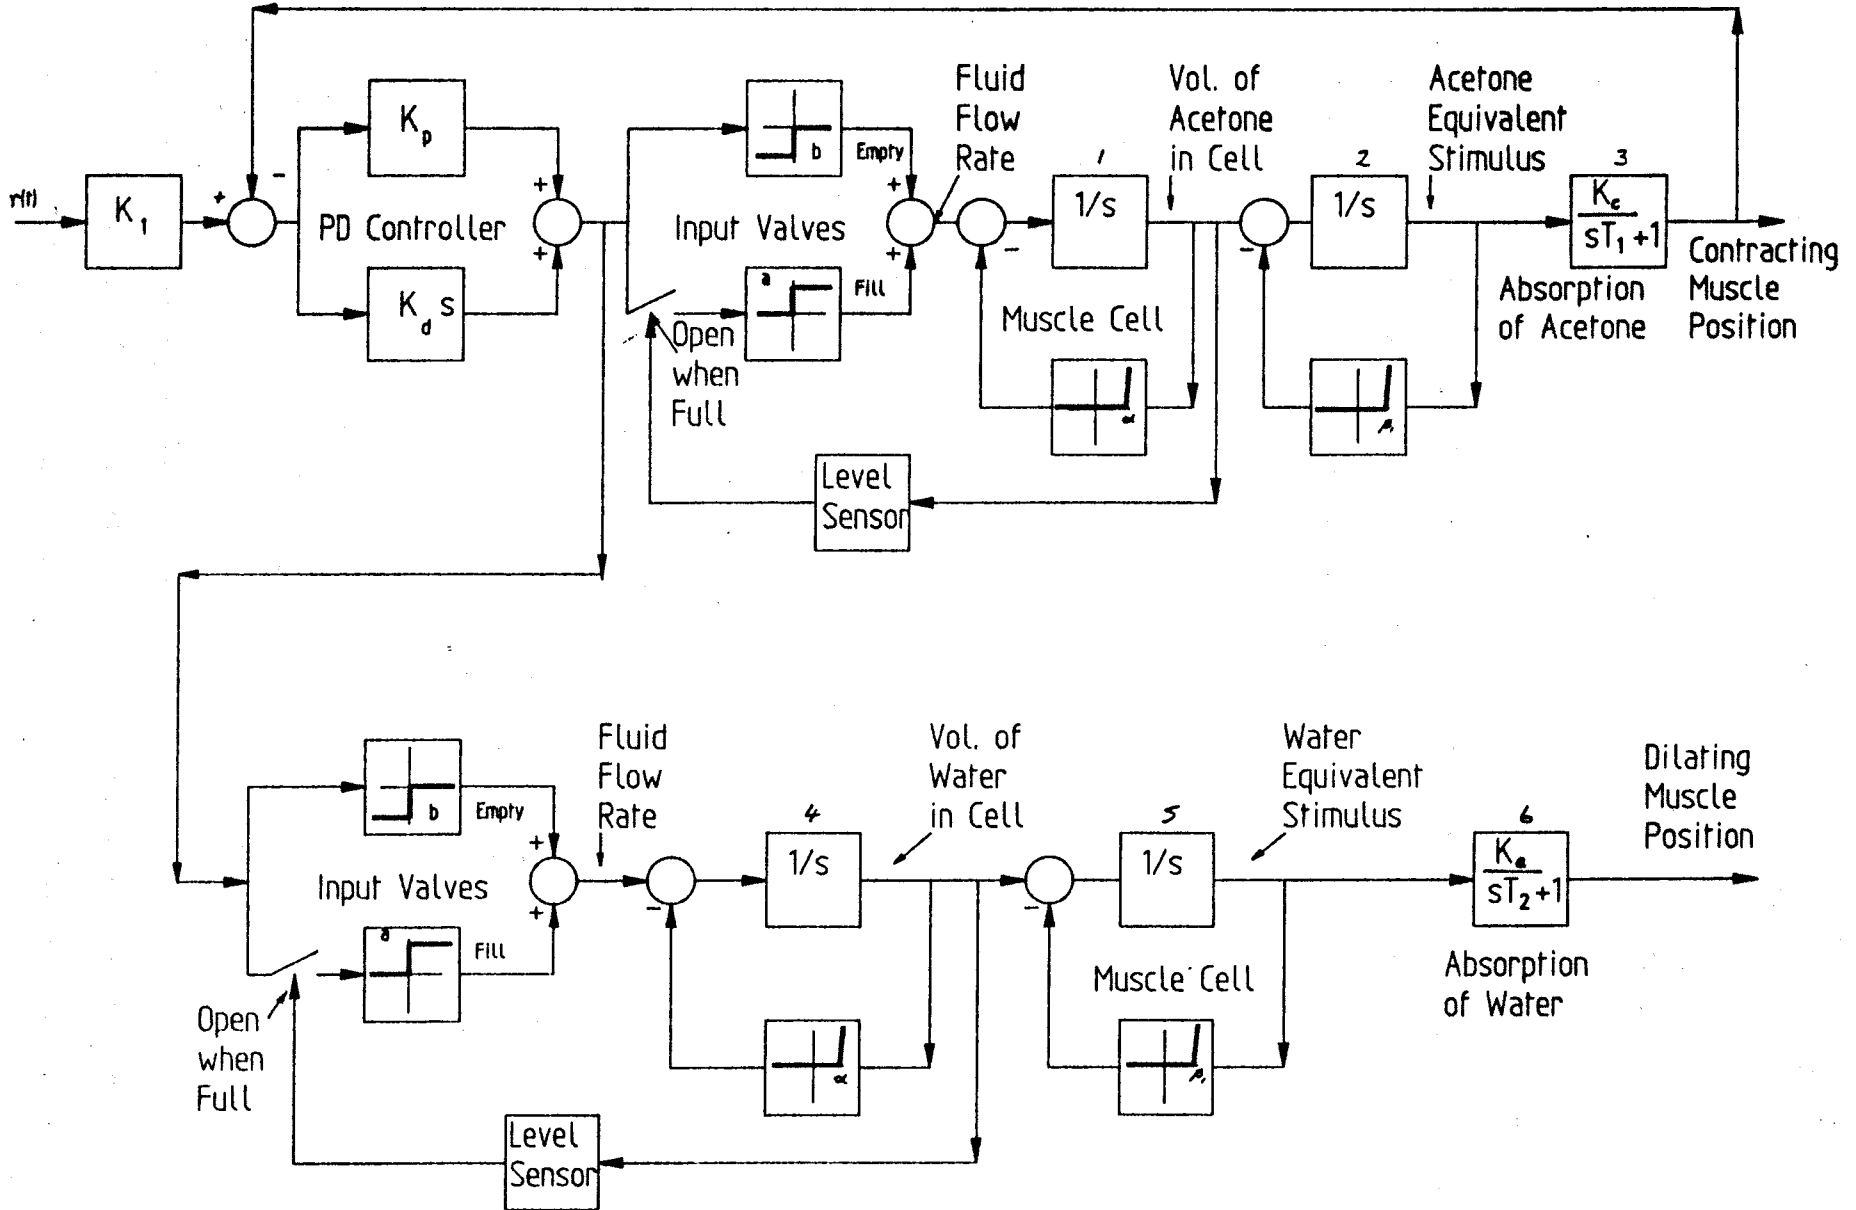 Fluid
Flow
Rate
Vol. of
Acetone
in Cell
Acetone
Equivalent
Stimulus
r(t)
K1
+
-
Kp
PD Controller
Kd s
+
+
b
Empty
Input Valves
a
Fill
+
+
Open
when
Full
-
1
1/s
Muscle Cell
α
Level
Sensor
-
2
1/s
β1
3
Kc
sT1+1
Absorption
of Acetone
Contracting
Muscle
Position
b
Empty
Input Valves
a
Fill
+
+
Open
when
Full
Fluid
Flow
Rate
-
4
1/s
α
Level
Sensor
Vol. of
Water
in Cell
-
5
1/s
Muscle Cell
β1
Water
Equivalent
Stimulus
6
sT2+1
Absorption
of Water
Dilating
Muscle
Position